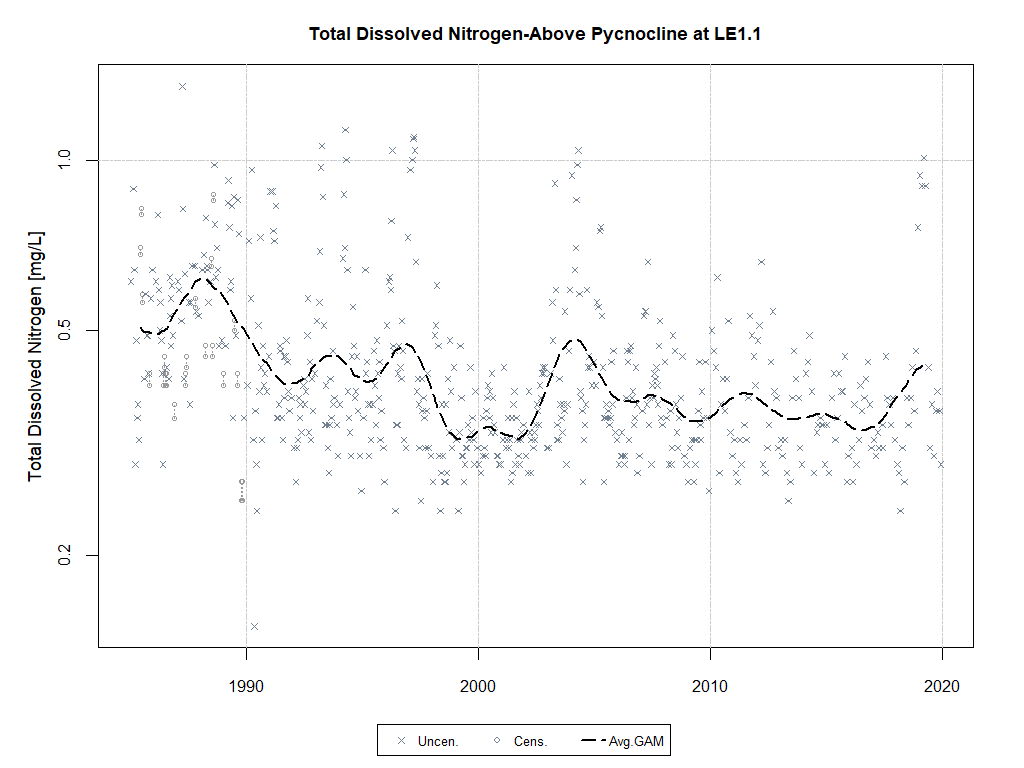 Total Dissolved Nitrogen-Above Pycnocline at LE1.1
Total Dissolved Nitrogen [mg/L]
1.0
0.5
0.2
1990 2000 2010 2020
Uncen. Cens. Avg.GAM